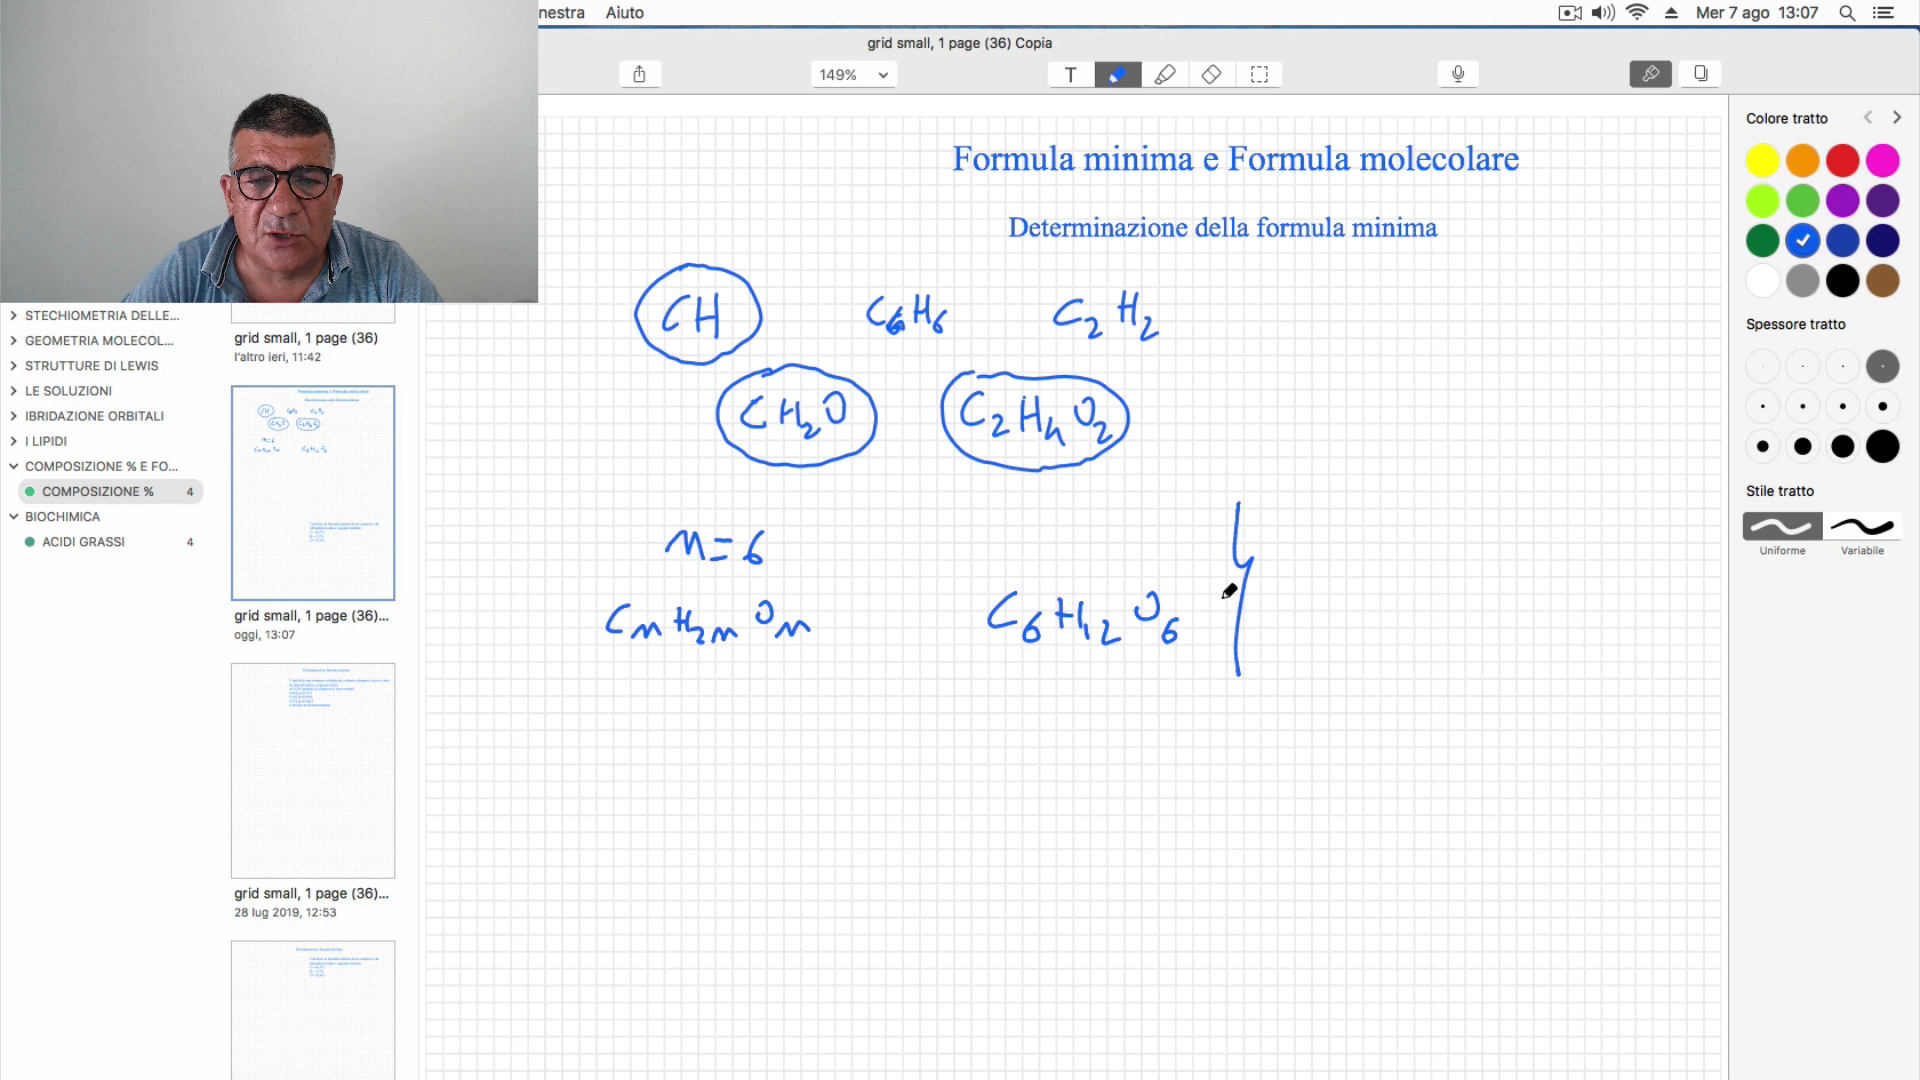 nestra Aiuto Mer 7 ago 13:07
grid small, 1 page (36) Copia
149% T
STECHIOMETRIA DELLE...
GEOMETRIA MOLECOL...
STRUTTURE DI LEWIS
LE SOLUZIONI
IBRIDAZIONE ORBITALI
I LIPIDI
COMPOSIZIONE % E FO...
COMPOSIZIONE % 4
BIOCHIMICA
ACIDI GRASSI 4
grid small, 1 page (36)
l'altro ieri, 11:42
grid small, 1 page (36)...
oggi, 13:07
grid small, 1 page (36)...
28 lug 2019, 12:53
Formula minima e Formula molecolare
Determinazione della formula minima
CH C6H6 C2H2
CH2O C2H4O2
n=6
CnH2nOn C6H12O6
Colore tratto
Spessore tratto
Stile tratto
Uniforme Variabile